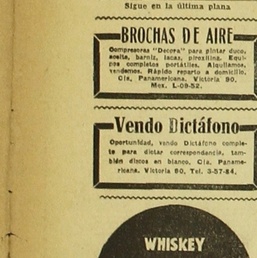 Sigue en la última plana
BROCHAS DE AIRE
Compresoras "Decora" para pintar duco,
aceite, barniz, lacas, piroxilina. Equi-
pos completos portátiles. Alquilamos,
vendemos. Rápido reparto a domicilio.
Cía. Panamericana. Victoria 90,
Mex. L-09-52.
Vendo Dictáfono
Oportunidad, vendo Dictáfono comple-
to para dictar correspondencia, tam-
bién discos en blanco, Cía. Paname-
ricana. Victoria 90, Tel. 3-57-84.
WHISKEY